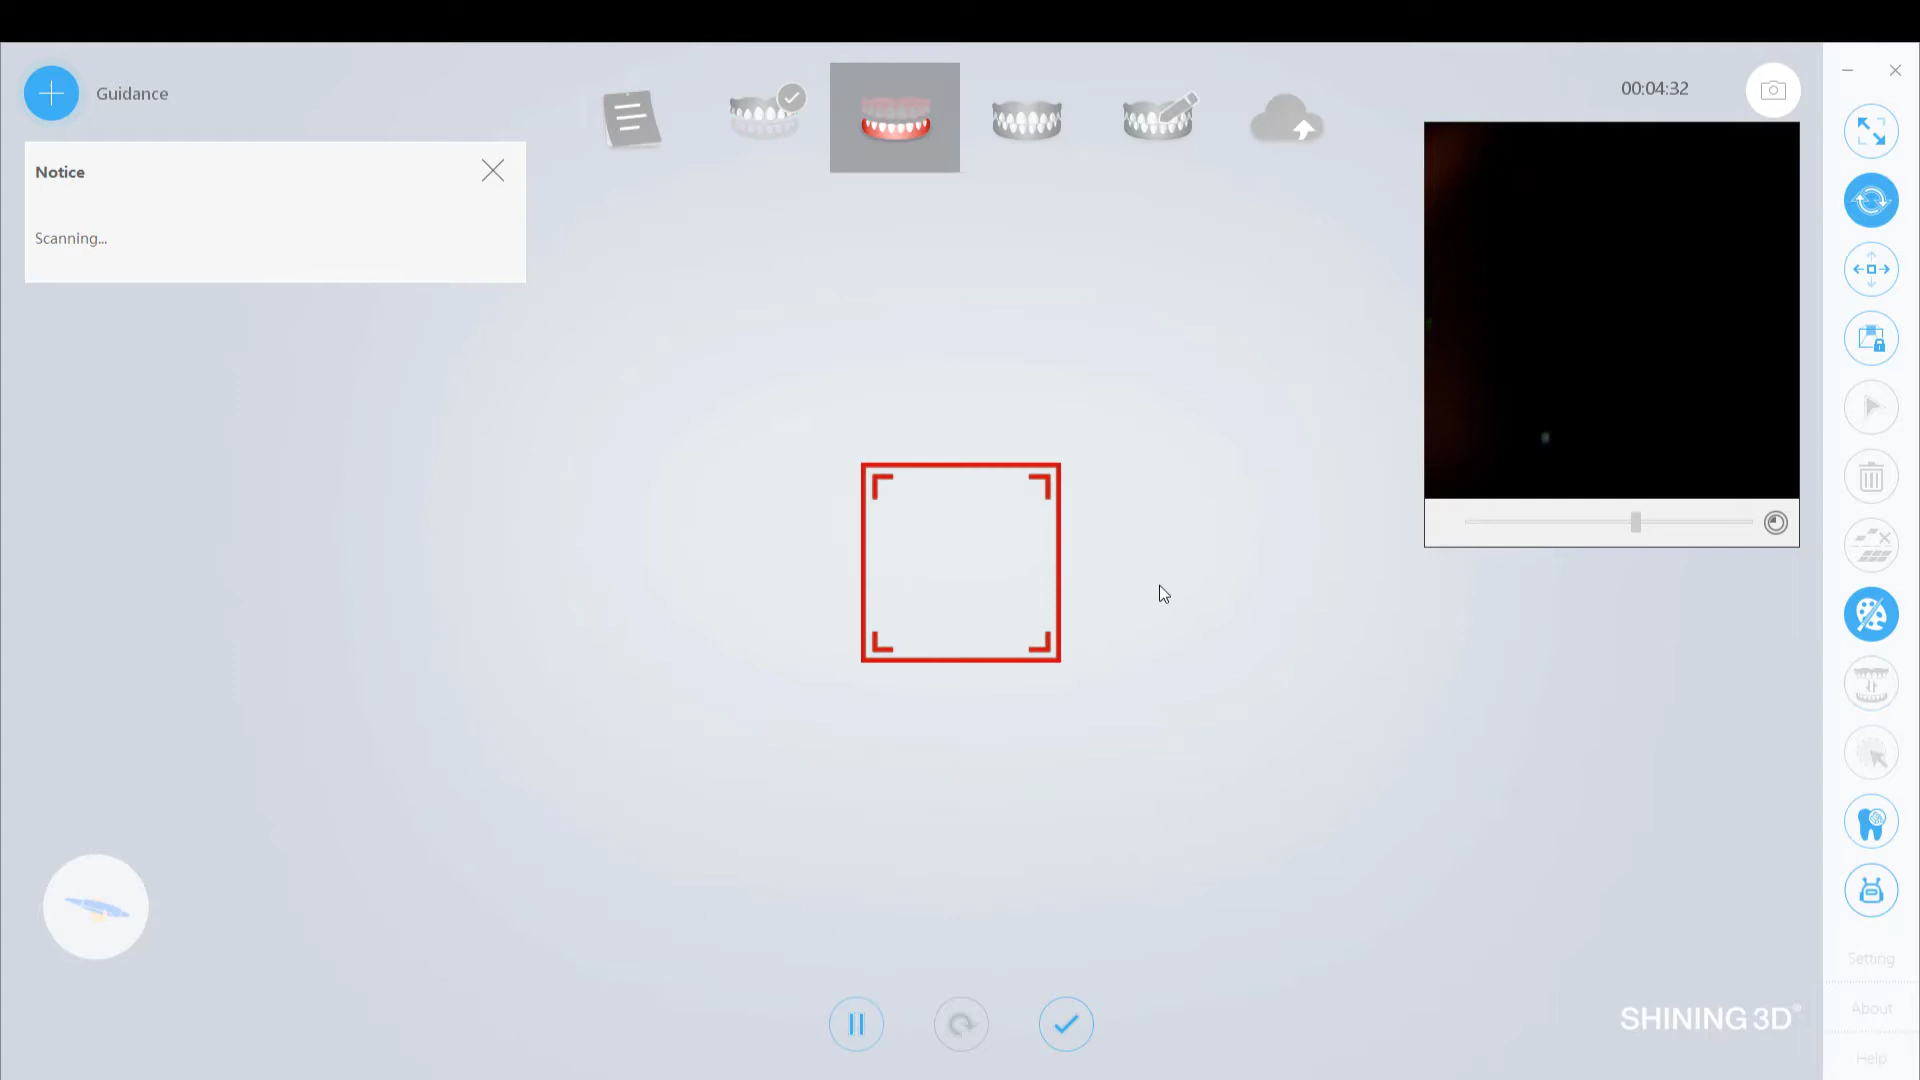 Guidance
00:04:32
Notice
Scanning...
Setting
SHINING 3D®
About
Help